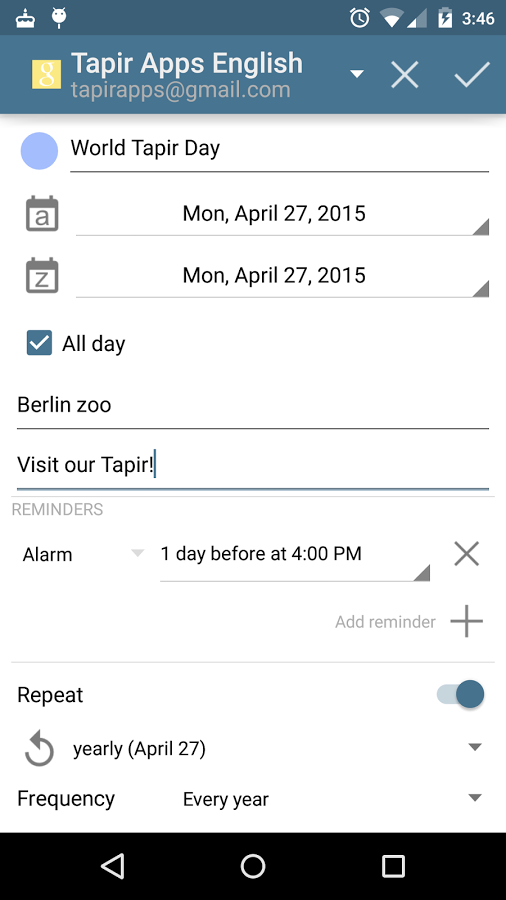 3:46
g
Tapir Apps English
tapirapps@gmail.com
World Tapir Day
a
Mon, April 27, 2015
z
Mon, April 27, 2015
All day
Berlin zoo
Visit our Tapir!
REMINDERS
Alarm
1 day before at 4:00 PM
Add reminder
Repeat
yearly (April 27)
Frequency
Every year